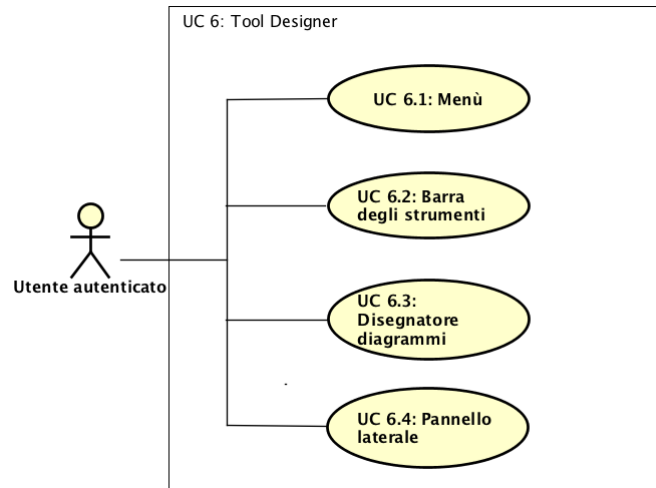 UC 6: Tool Designer
UC 6.1: Menù
UC 6.2: Barra
degli strumenti
Utente autenticato
UC 6.3:
Disegnatore
diagrammi
UC 6.4: Pannello
laterale